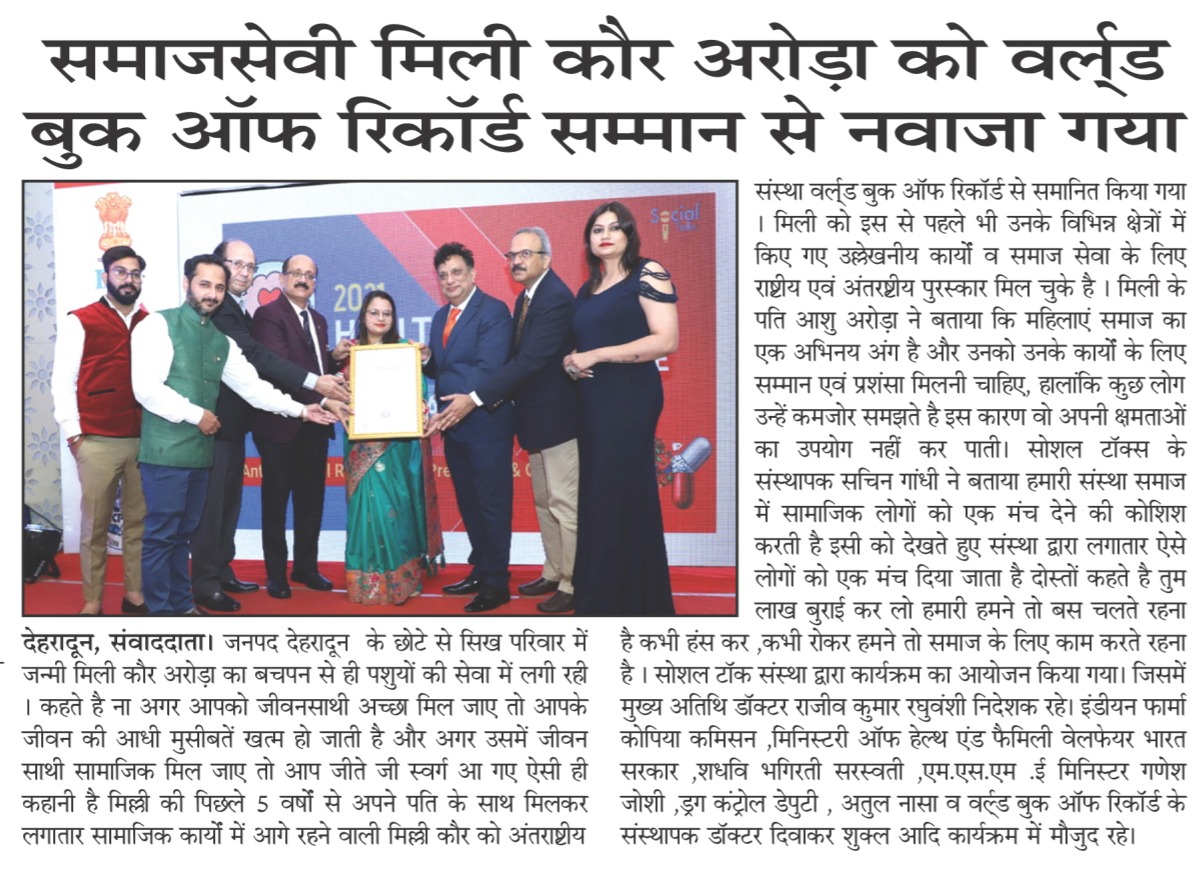 समाजसेवी मिली कौर अरोड़ा को वर्ल्ड
बुक ऑफ रिकॉर्ड सम्मान से नवाजा गया
Social
2021
देहरादून, संवाददाता। जनपद देहरादून के छोटे से सिख परिवार में
जन्मी मिली कौर अरोड़ा का बचपन से ही पशुयों की सेवा में लगी रही
। कहते है ना अगर आपको जीवनसाथी अच्छा मिल जाए तो आपके
जीवन की आधी मुसीबतें खत्म हो जाती है और अगर उसमें जीवन
साथी सामाजिक मिल जाए तो आप जीते जी स्वर्ग आ गए ऐसी ही
कहानी है मिल्ली की पिछले 5 वर्षों से अपने पति के साथ मिलकर
लगातार सामाजिक कार्यों में आगे रहने वाली मिल्ली कौर को अंतराष्ट्रीय
संस्था वर्ल्ड बुक ऑफ रिकॉर्ड से समानित किया गया
। मिली को इस से पहले भी उनके विभिन्न क्षेत्रों में
किए गए उल्लेखनीय कार्यों व समाज सेवा के लिए
राष्टीय एवं अंतरष्टीय पुरस्कार मिल चुके है । मिली के
पति आशु अरोड़ा ने बताया कि महिलाएं समाज का
एक अभिनय अंग है और उनको उनके कार्यों के लिए
सम्मान एवं प्रशंसा मिलनी चाहिए, हालांकि कुछ लोग
उन्हें कमजोर समझते है इस कारण वो अपनी क्षमताओं
का उपयोग नहीं कर पाती। सोशल टॉक्स के
संस्थापक सचिन गांधी ने बताया हमारी संस्था समाज
में सामाजिक लोगों को एक मंच देने की कोशिश
करती है इसी को देखते हुए संस्था द्वारा लगातार ऐसे
लोगों को एक मंच दिया जाता है दोस्तों कहते है तुम
लाख बुराई कर लो हमारी हमने तो बस चलते रहना
है कभी हंस कर ,कभी रोकर हमने तो समाज के लिए काम करते रहना
है । सोशल टॉक संस्था द्वारा कार्यक्रम का आयोजन किया गया। जिसमें
मुख्य अतिथि डॉक्टर राजीव कुमार रघुवंशी निदेशक रहे। इंडीयन फार्मा
कोपिया कमिसन ,मिनिस्टरी ऑफ हेल्थ एंड फैमिली वेलफेयर भारत
सरकार ,शधवि भगिरती सरस्वती ,एम.एस.एम .ई मिनिस्टर गणेश
जोशी ,ड्रग कंट्रोल डेपुटी , अतुल नासा व वर्ल्ड बुक ऑफ रिकॉर्ड के
संस्थापक डॉक्टर दिवाकर शुक्ल आदि कार्यक्रम में मौजूद रहे।